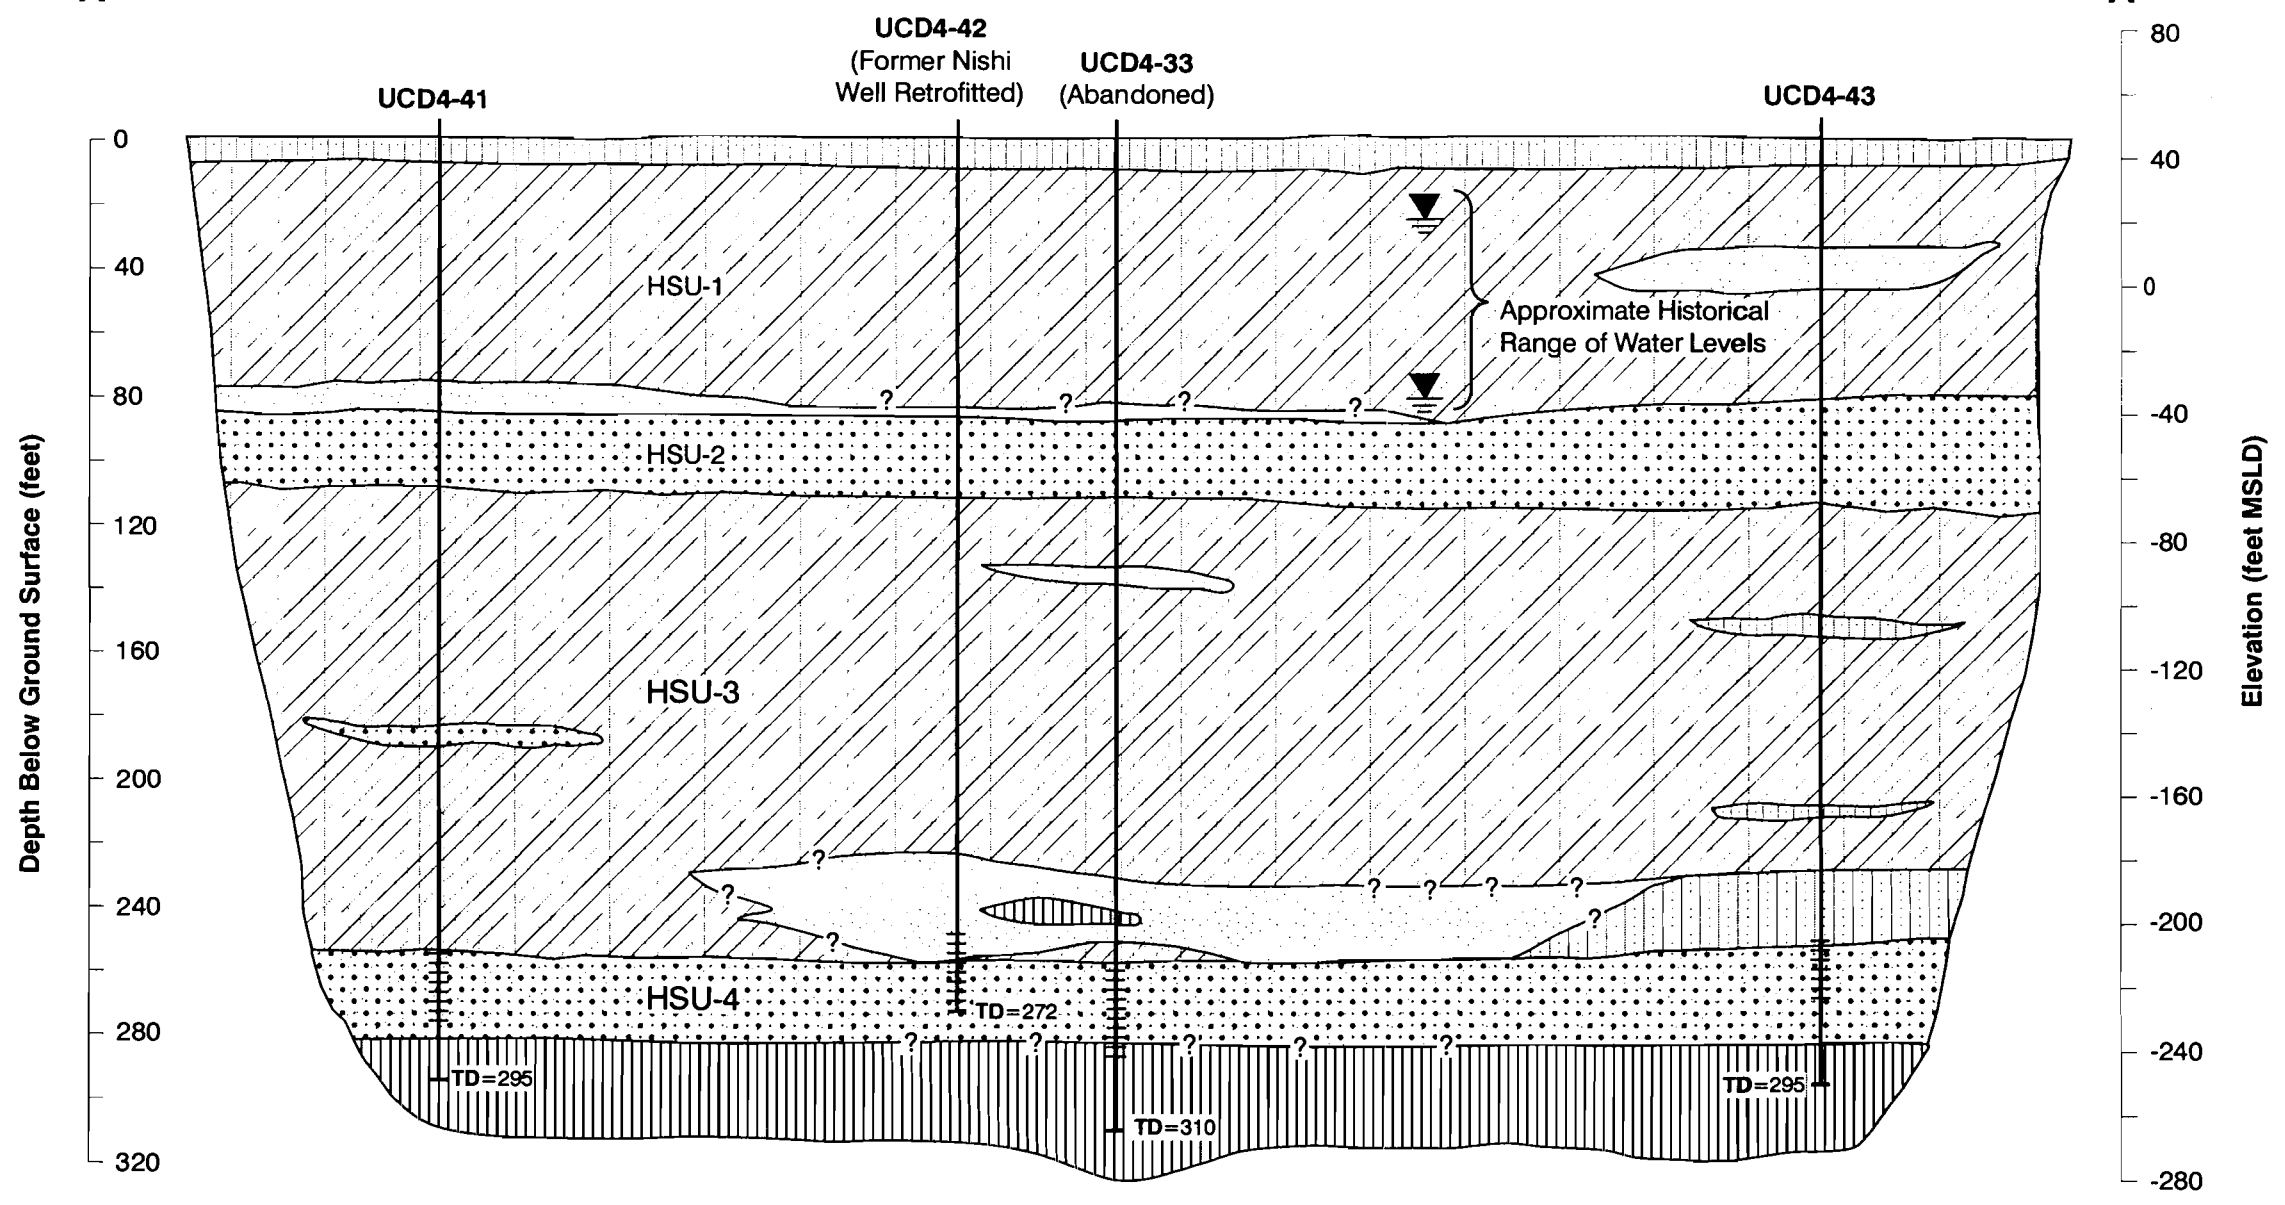 UCD4-42
(Former Nishi
Well Retrofitted)
UCD4-33
(Abandoned)
UCD4-41
UCD4-43
Depth Below Ground Surface (feet)
0
40
80
120
160
200
240
280
320
80
40
0
-40
-80
-120
-160
-200
-240
-280
Elevation (feet MSLD)
HSU-1
Approximate Historical
Range of Water Levels
? ? ? ?
HSU-2
HSU-3
? ? ? ? ?
?
?
?
HSU-4
TD=272
? ? ? ? ?
TD=295
TD=295
TD=310